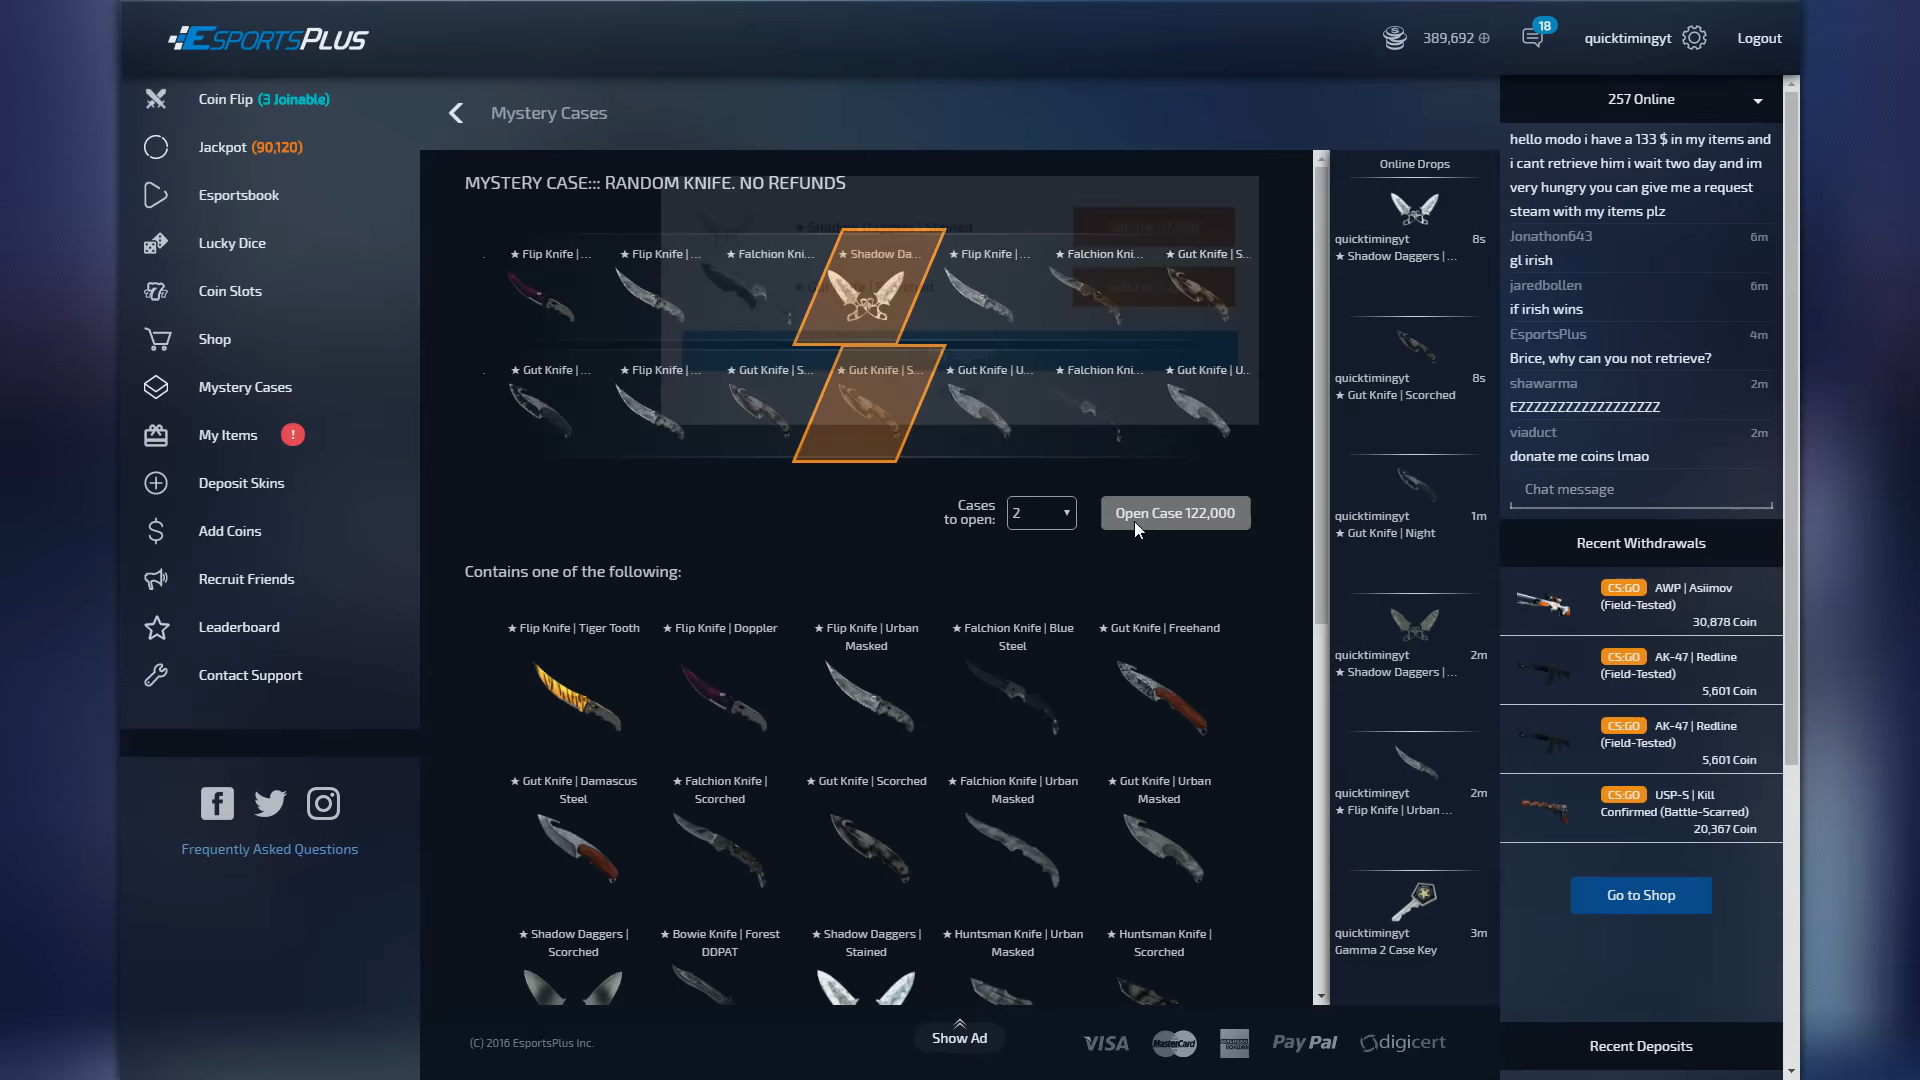 ESPORTSPLUS
389,692
18
quicktimingyt
Logout
Coin Flip (3 Joinable)
Jackpot (90,120)
Esportsbook
Lucky Dice
Coin Slots
Shop
Mystery Cases
My Items !
Deposit Skins
Add Coins
Recruit Friends
Leaderboard
Contact Support
Frequently Asked Questions
Mystery Cases
MYSTERY CASE::: RANDOM KNIFE. NO REFUNDS
★ Flip Knife | ...
★ Flip Knife | ...
★ Falchion Kni...
★ Shadow Da...
★ Flip Knife | ...
★ Falchion Kni...
★ Gut Knife | S...
★ Gut Knife | ...
★ Flip Knife | ...
★ Gut Knife | S...
★ Gut Knife | S...
★ Gut Knife | U...
★ Falchion Kni...
★ Gut Knife | U...
Cases
to open:
2
Open Case 122,000
Contains one of the following:
★ Flip Knife | Tiger Tooth
★ Flip Knife | Doppler
★ Flip Knife | Urban
Masked
★ Falchion Knife | Blue
Steel
★ Gut Knife | Freehand
★ Gut Knife | Damascus
Steel
★ Falchion Knife |
Scorched
★ Gut Knife | Scorched
★ Falchion Knife | Urban
Masked
★ Gut Knife | Urban
Masked
★ Shadow Daggers |
Scorched
★ Bowie Knife | Forest
DDPAT
★ Shadow Daggers |
Stained
★ Huntsman Knife | Urban
Masked
★ Huntsman Knife |
Scorched
Online Drops
quicktimingyt 8s
★ Shadow Daggers | ...
quicktimingyt 8s
★ Gut Knife | Scorched
quicktimingyt 1m
★ Gut Knife | Night
quicktimingyt 2m
★ Shadow Daggers | ...
quicktimingyt 2m
★ Flip Knife | Urban ...
quicktimingyt 3m
Gamma 2 Case Key
257 Online
hello modo i have a 133 $ in my items and
i cant retrieve him i wait two day and im
very hungry you can give me a request
steam with my items plz
Jonathon643 6m
gl irish
jaredbollen 6m
if irish wins
EsportsPlus 4m
Brice, why can you not retrieve?
shawarma 2m
EZZZZZZZZZZZZZZZZZZ
viaduct 2m
donate me coins lmao
Chat message
Recent Withdrawals
CS:GO AWP | Asiimov
(Field-Tested)
30,878 Coin
CS:GO AK-47 | Redline
(Field-Tested)
5,601 Coin
CS:GO AK-47 | Redline
(Field-Tested)
5,601 Coin
CS:GO USP-S | Kill
Confirmed (Battle-Scarred)
20,367 Coin
Go to Shop
Recent Deposits
(C) 2016 EsportsPlus Inc.
Show Ad
VISA
MasterCard
AMERICAN EXPRESS
PayPal
digicert